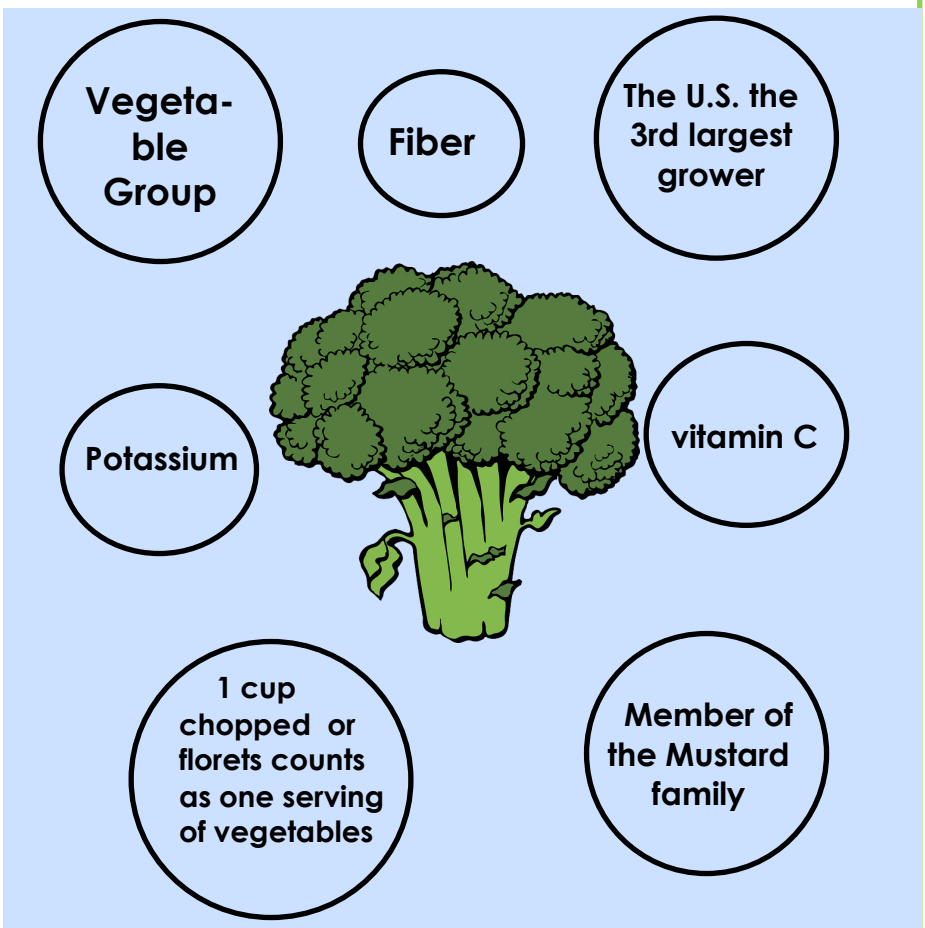 Vegeta-
ble
Group
Fiber
The U.S. the
3rd largest
grower
Potassium
vitamin C
1 cup
chopped or
florets counts
as one serving
of vegetables
Member of
the Mustard
family